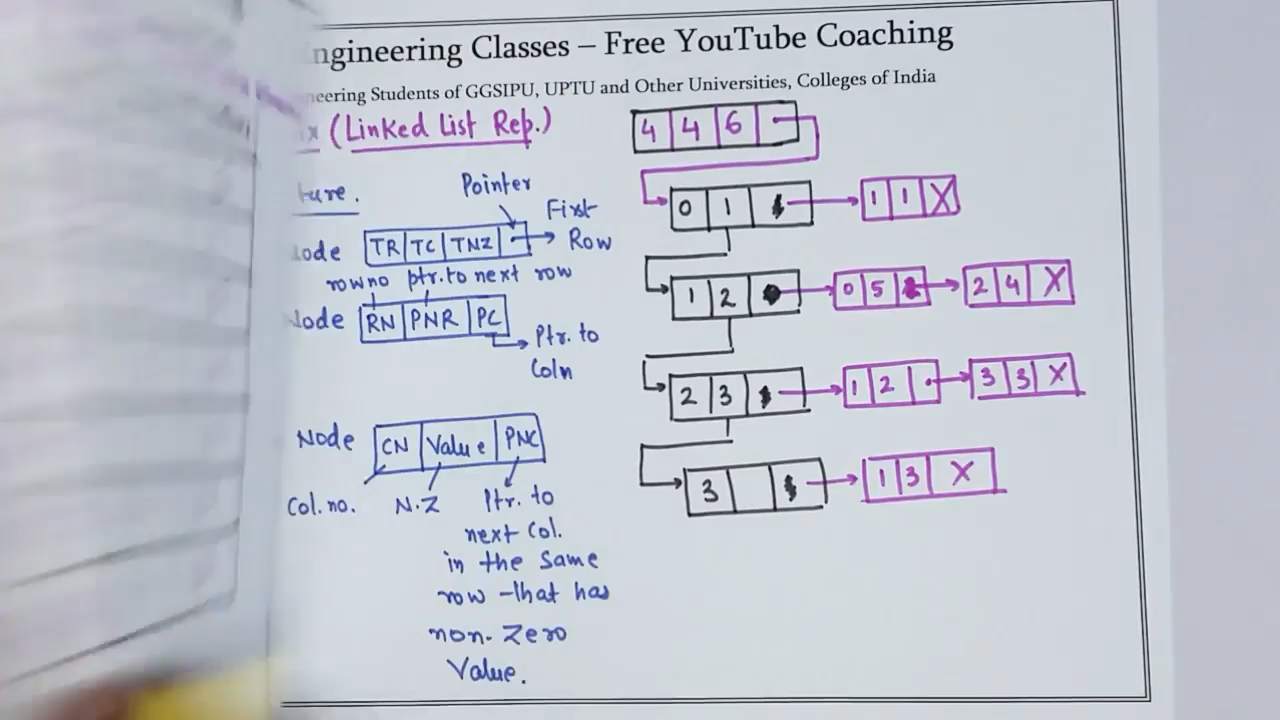 ngineering Classes – Free YouTube Coaching
neering Students of GGSIPU, UPTU and Other Universities, Colleges of India
x (Linked List Rep.)
ture.
Pointer
First
Row
ode TR TC TNZ
row no ptr. to next row
Node RN PNR PC
Ptr. to
Coln
Node CN Value PNC
Col. no. N.Z Ptr. to
next Col.
in the same
row that has
non-Zero
Value.
4 4 6
0 1 1 1 X
1 2 0 5 2 4 X
2 3 1 2 3 3 X
3 1 3 X